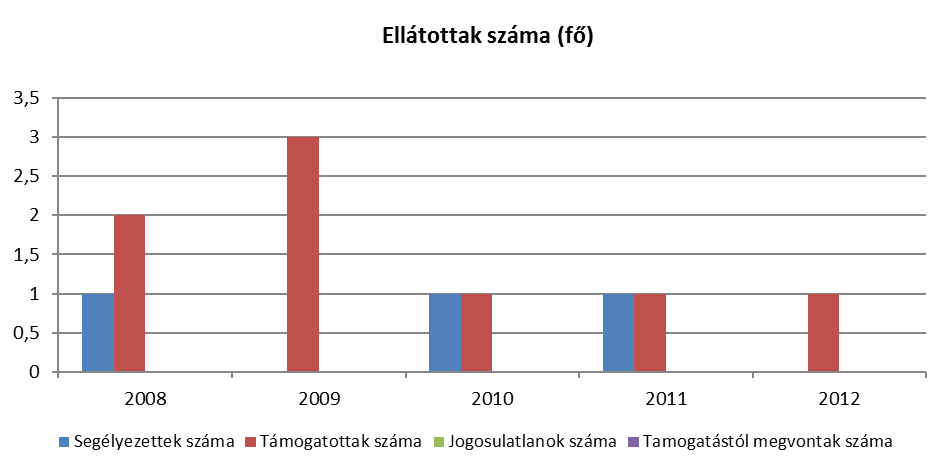 Ellátottak száma (fő)
3,5
3
2,5
2
1,5
1
0,5
0
2008 2009 2010 2011 2012
Segélyezettek száma Támogatottak száma Jogosulatlanok száma Tamogatástól megvontak száma